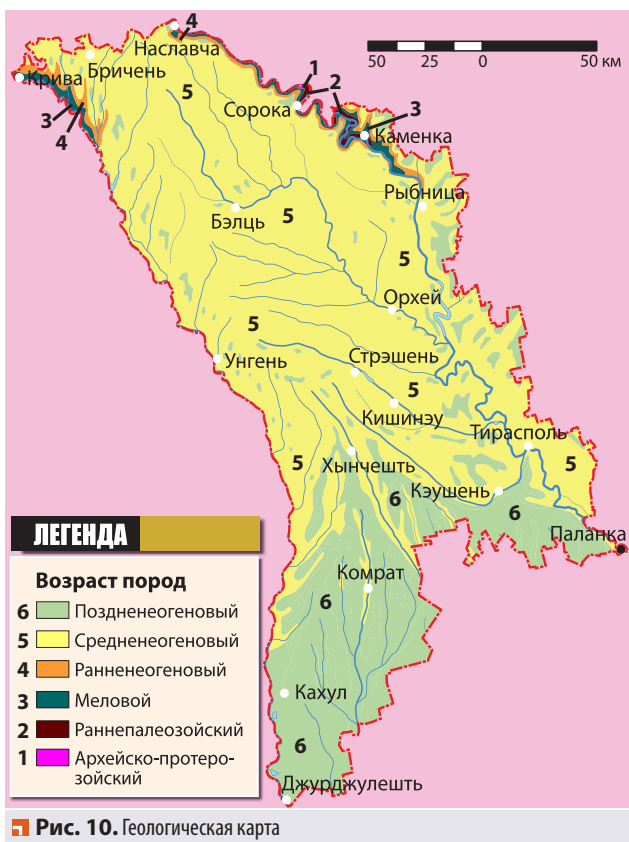 4
Наславча
Бричень
Крива
50 25 0 50 км
1
2
5
Сорока
3
Каменка
3
4
Рыбница
Бэлць
5
5
Орхей
5
Унгень
Стрэшень
5
Кишинэу
Тирасполь
5
Хынчешть
5
Кэушень
6
6
Паланка
Комрат
6
Кахул
6
Джурджулешть
ЛЕГЕНДА
Возраст пород
6 Поздненеогеновый
5 Средненеогеновый
4 Ранненеогеновый
3 Меловой
2 Раннепалеозойский
1 Архейско-протеро-
зойский
Рис. 10. Геологическая карта